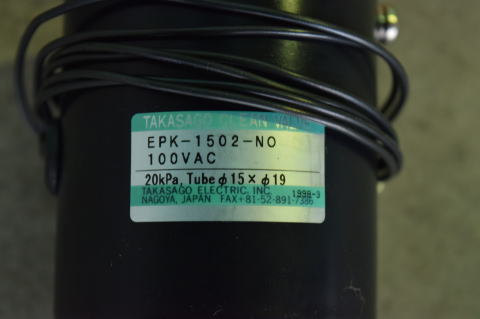 TAKASAGO CLEAN VALVE
EPK-1502-NO
100VAC
20kPa, Tube φ15×φ19
TAKASAGO ELECTRIC, INC. 1998-3
NAGOYA, JAPAN FAX+81-52-891-7386